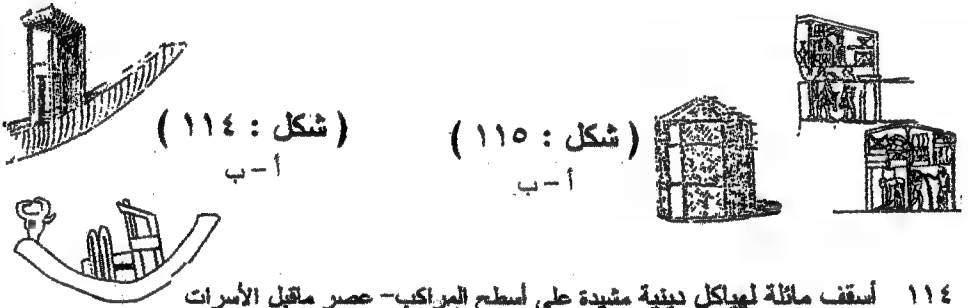 ( شكل : ١١٤ )
أ - ب
( شكل : ١١٥ )
أ - ب
١١٤ أسقف مائلة لهياكل دينية مشيدة على أسطح المراكب- عصر ماقبل الأسرات